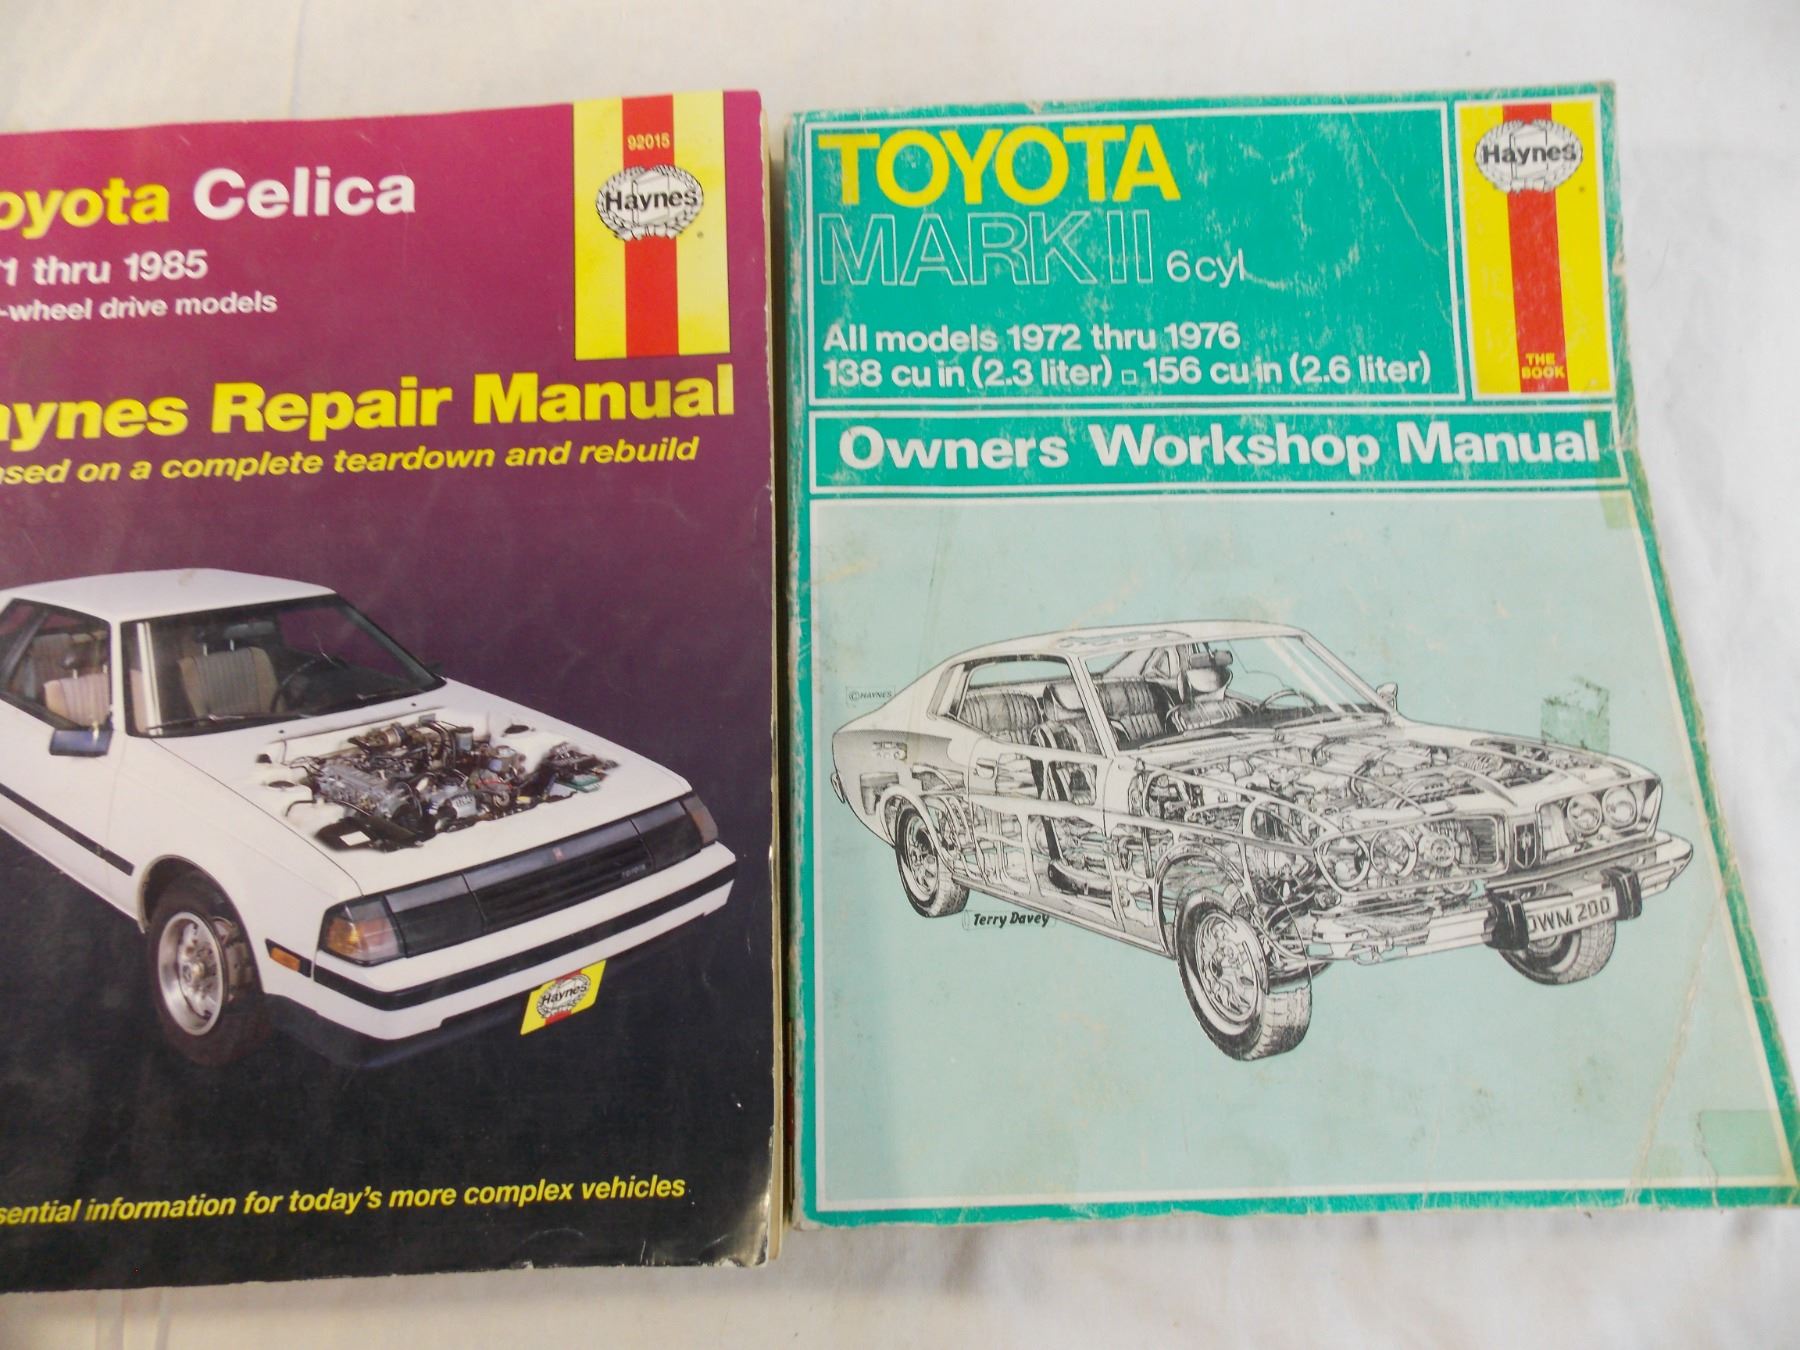 92015
Haynes
oyota Celica
1 thru 1985
-wheel drive models
aynes Repair Manual
ased on a complete teardown and rebuild
TOYOTA
Haynes
sential information for today's more complex vehicles
TOYOTA
MARK II 6cyl
All models 1972 thru 1976
138 cu in (2.3 liter) □ 156 cu in (2.6 liter)
Haynes
THE
BOOK
Owners Workshop Manual
© HAYNES
Terry Davey
OWM 200